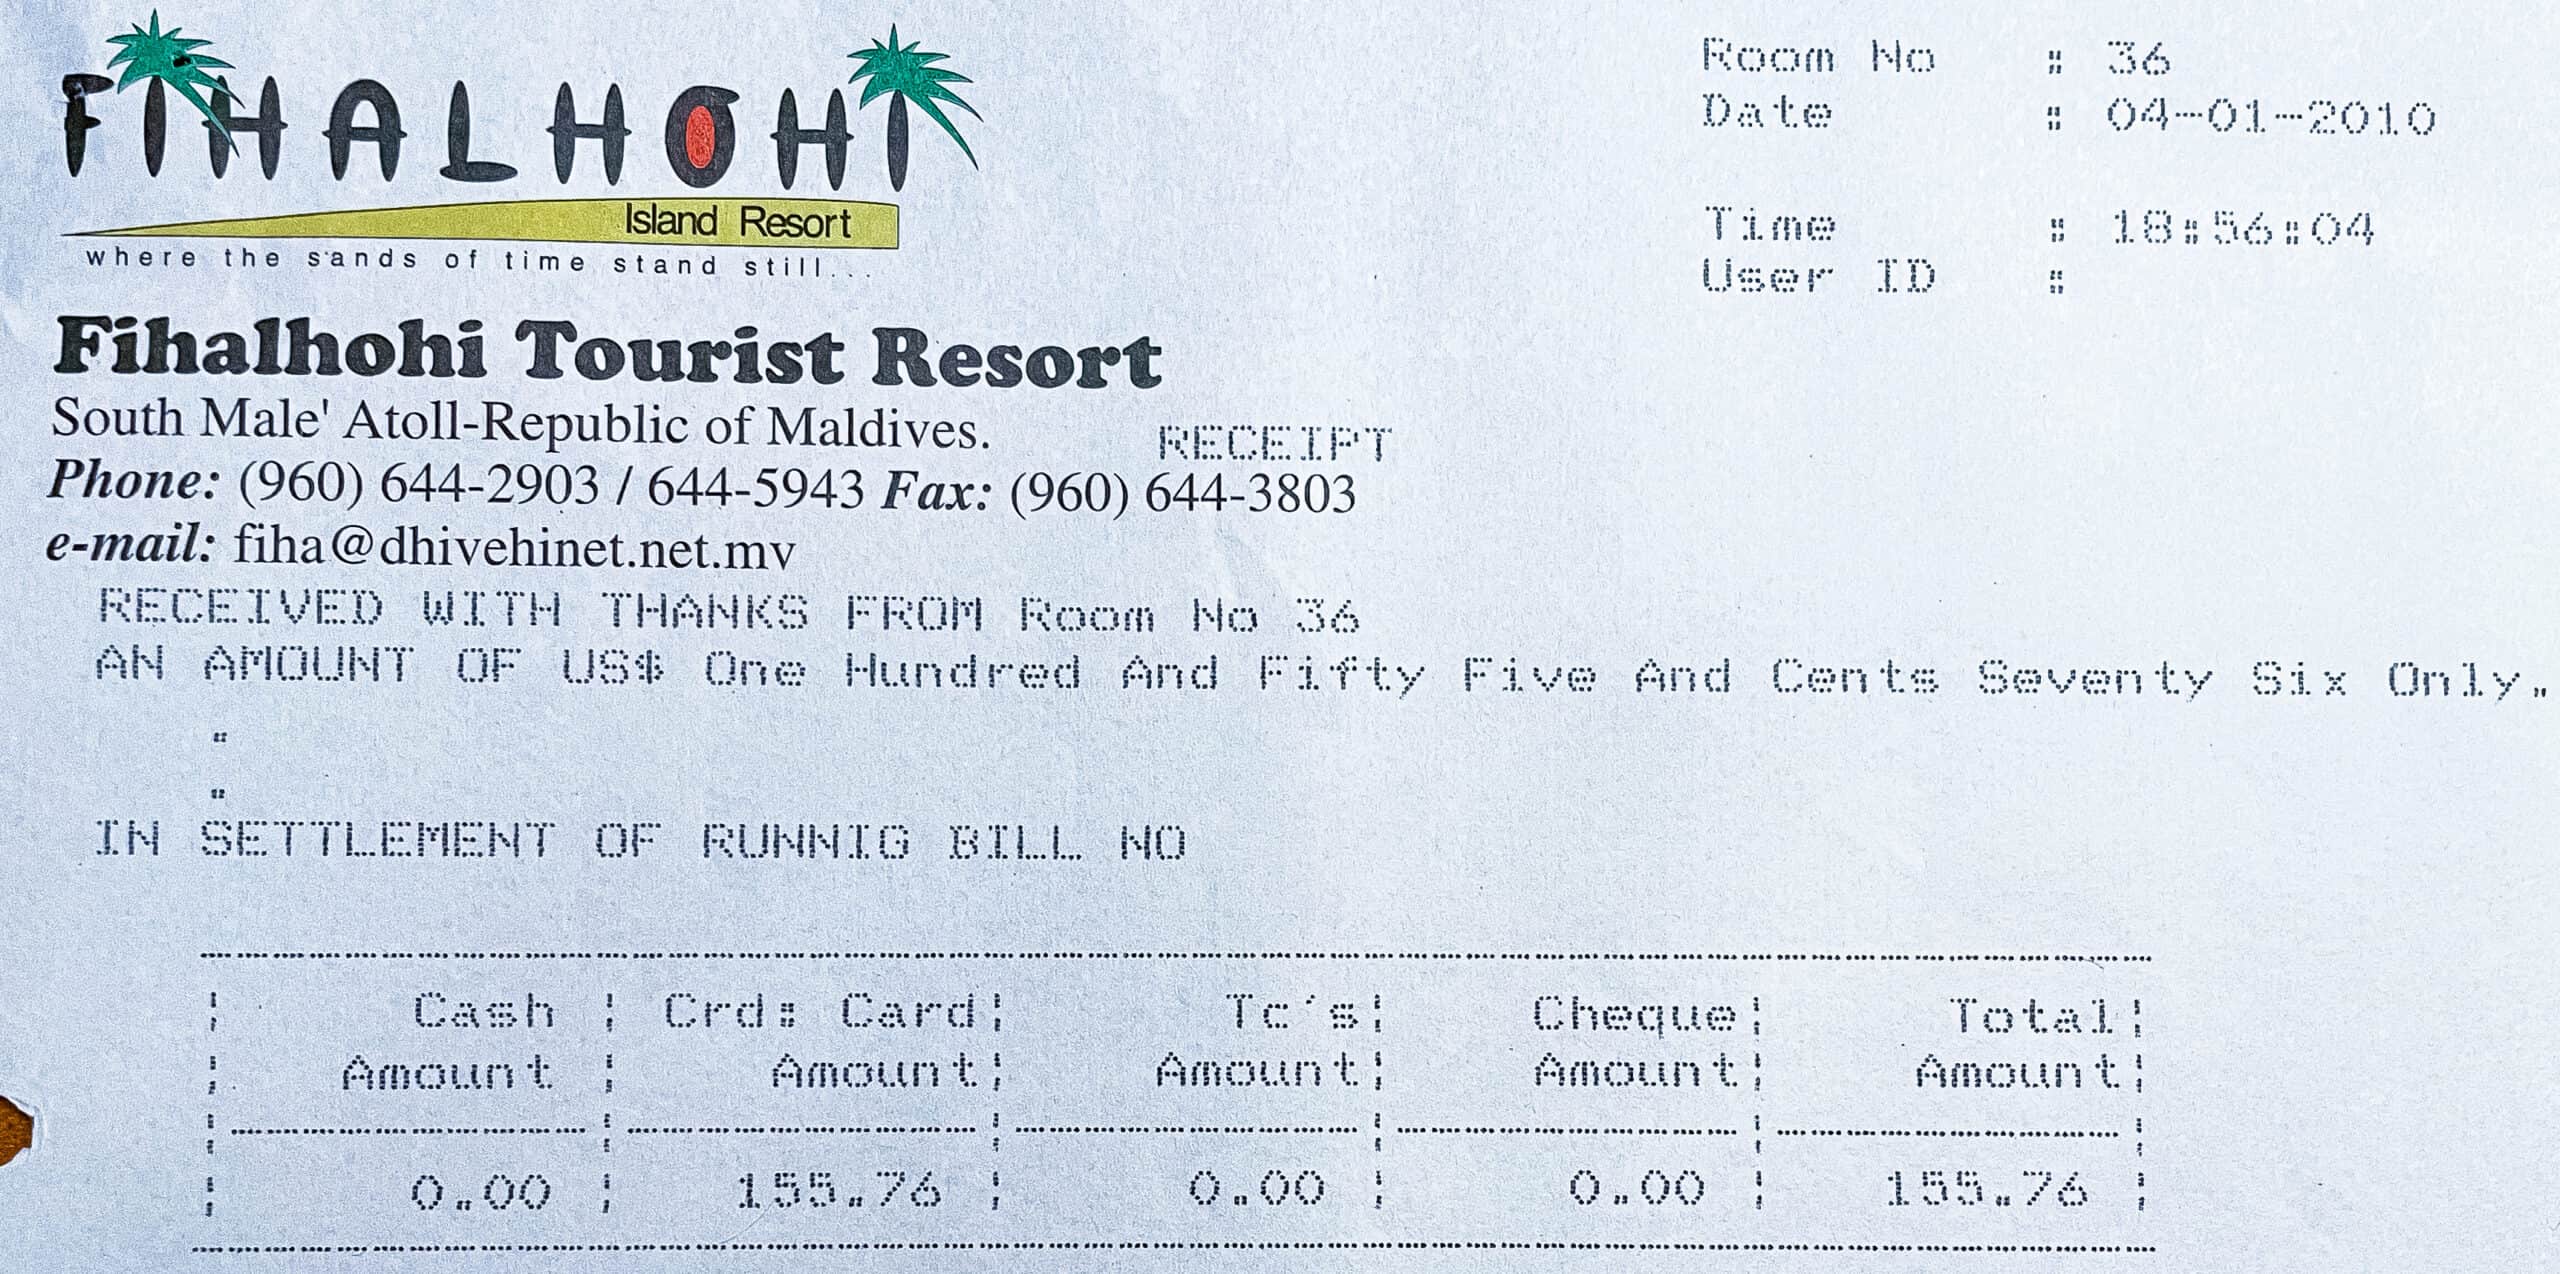 FIHALHOHI
Island Resort
where the sands of time stand still...
Room No : 36
Date : 04-01-2010
Time : 18:56:04
User ID :
Fihalhohi Tourist Resort
South Male' Atoll-Republic of Maldives.
RECEIPT
Phone: (960) 644-2903 / 644-5943 Fax: (960) 644-3803
e-mail: fiha@dhivehinet.net.mv
RECEIVED WITH THANKS FROM Room No 36
AN AMOUNT OF US$ One Hundred And Fifty Five And Cents Seventy Six Only.
.
.
IN SETTLEMENT OF RUNNIG BILL NO
Cash | Crd: Card | Tc's | Cheque | Total
Amount | Amount | Amount | Amount | Amount
0.00 | 155.76 | 0.00 | 0.00 | 155.76